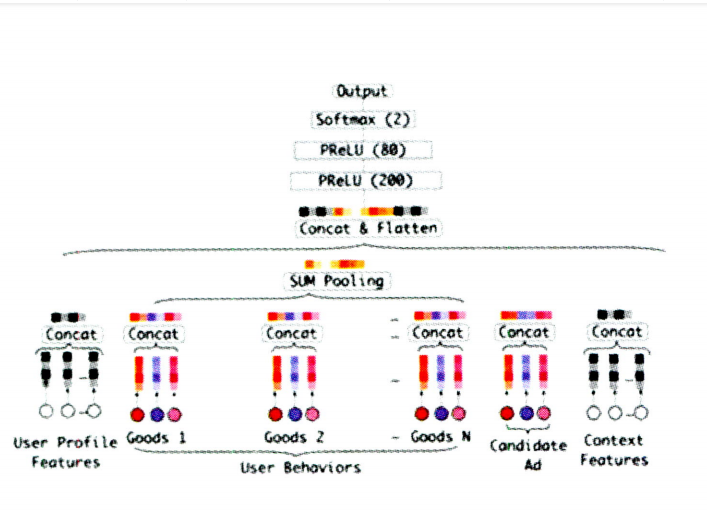 Output
Softmax (2)
PReLU (80)
PReLU (200)
Concat & Flatten
SUM Pooling
Concat Concat Concat Concat Concat Concat
User Profile Features
Goods 1 Goods 2 Goods N
User Behaviors
Candidate Ad
Context Features